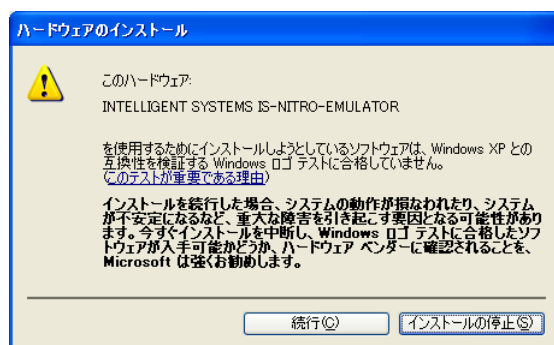 ハードウェアのインストール
このハードウェア:
INTELLIGENT SYSTEMS IS-NITRO-EMULATOR
を使用するためにインストールしようとしているソフトウェアは、Windows XP との
互換性を検証する Windows ロゴ テストに合格していません。
(このテストが重要である理由)
インストールを続行した場合、システムの動作が損なわれたり、システム
が不安定になるなど、重大な障害を引き起こす要因となる可能性があり
ます。今すぐインストールを中断し、Windows ロゴ テストに合格したソフ
トウェアが入手可能かどうか、ハードウェア ベンダーに確認されることを、
Microsoft は強くお勧めします。
続行(C) インストールの停止(S)